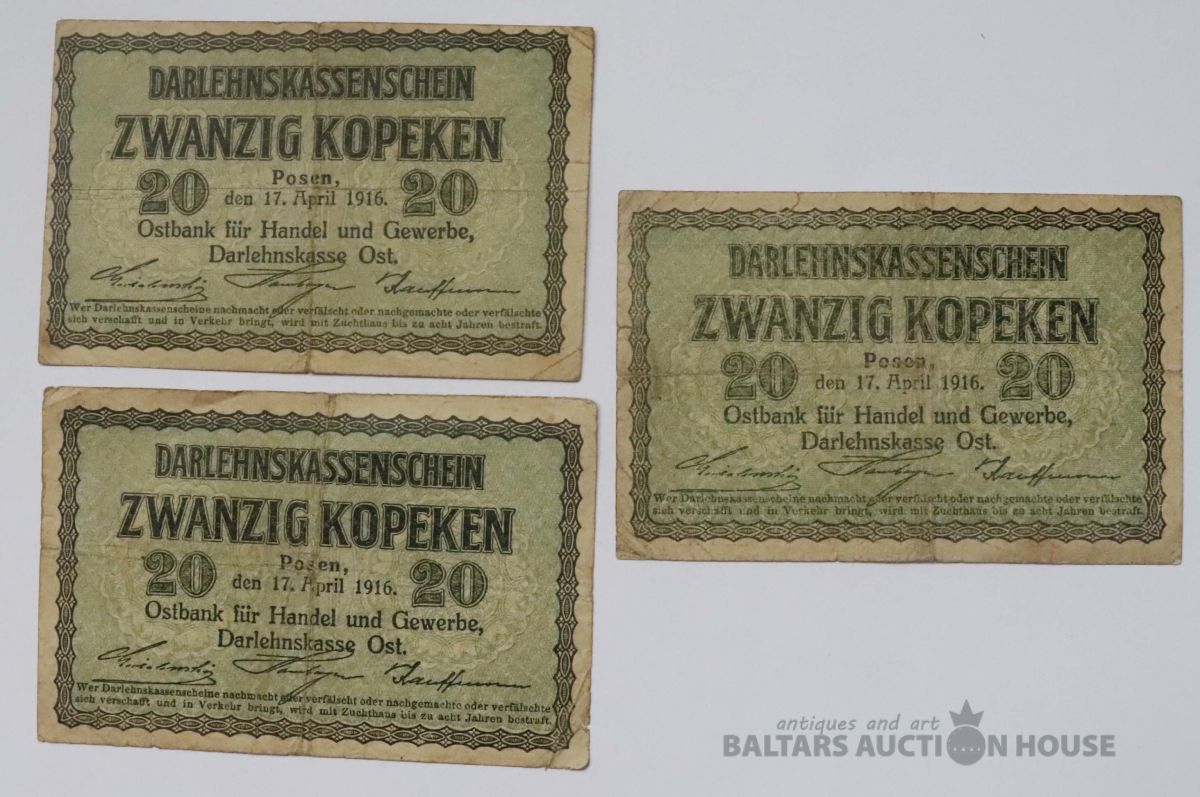 DARLEHNSKASSENSCHEIN
ZWANZIG KOPEKEN
20 Posen, 20
den 17. April 1916.
Ostbank für Handel und Gewerbe,
Darlehnskasse Ost.
Kauffmann
Wer Darlehnskassenscheine nachmacht oder verfälscht oder nachgemachte oder verfälschte
sich verschafft und in Verkehr bringt, wird mit Zuchthaus bis zu acht Jahren bestraft.
DARLEHNSKASSENSCHEIN
ZWANZIG KOPEKEN
20 Posen, 20
den 17. April 1916.
Ostbank für Handel und Gewerbe,
Darlehnskasse Ost.
Kauffmann
Wer Darlehnskassenscheine nachmacht oder verfälscht oder nachgemachte oder verfälschte
sich verschafft und in Verkehr bringt, wird mit Zuchthaus bis zu acht Jahren bestraft.
DARLEHNSKASSENSCHEIN
ZWANZIG KOPEKEN
20 Posen, 20
den 17. April 1916.
Ostbank für Handel und Gewerbe,
Darlehnskasse Ost.
Kauffmann
Wer Darlehnskassenscheine nachmacht oder verfälscht oder nachgemachte oder verfälschte
sich verschafft und in Verkehr bringt, wird mit Zuchthaus bis zu acht Jahren bestraft.
antiques and art
BALTARS AUCTION HOUSE